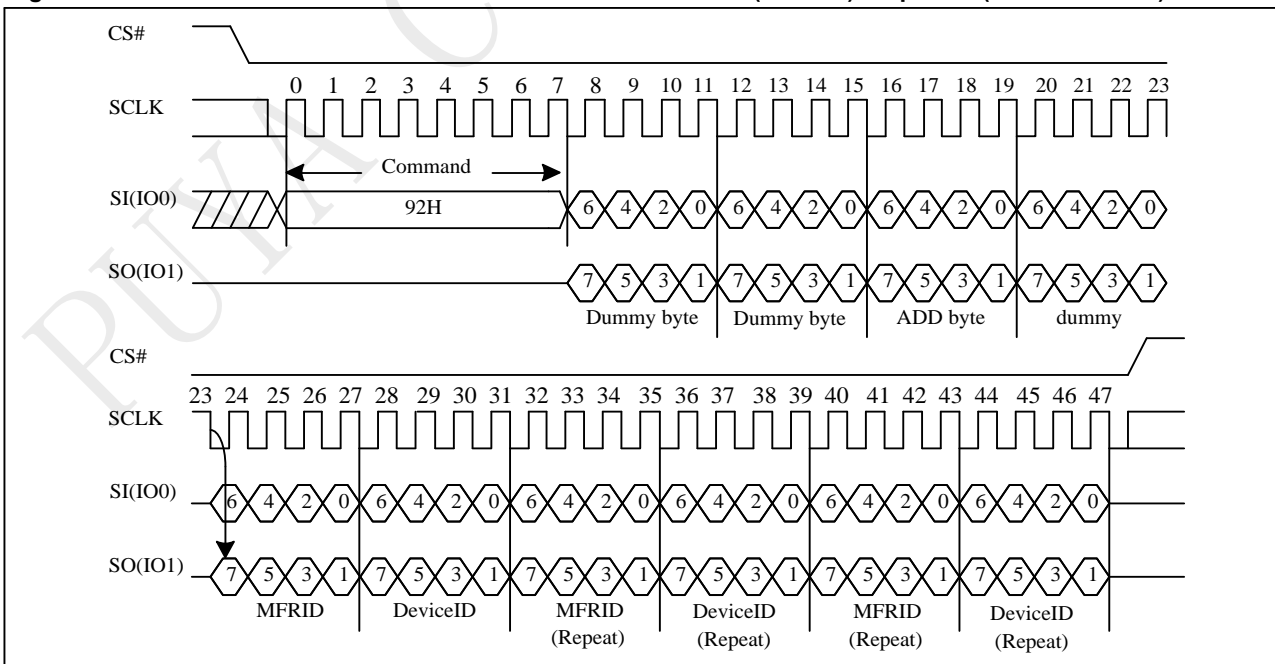 CS#
0 1 2 3 4 5 6 7 8 9 10 11 12 13 14 15 16 17 18 19 20 21 22 23
SCLK
Command
SI(IO0) 92H 6 4 2 0 6 4 2 0 6 4 2 0 6 4 2 0
SO(IO1) 7 5 3 1 7 5 3 1 7 5 3 1 7 5 3 1
Dummy byte Dummy byte ADD byte dummy
CS#
23 24 25 26 27 28 29 30 31 32 33 34 35 36 37 38 39 40 41 42 43 44 45 46 47
SCLK
SI(IO0) 6 4 2 0 6 4 2 0 6 4 2 0 6 4 2 0 6 4 2 0 6 4 2 0
SO(IO1) 7 5 3 1 7 5 3 1 7 5 3 1 7 5 3 1 7 5 3 1 7 5 3 1
MFRID DeviceID MFRID DeviceID MFRID DeviceID
(Repeat) (Repeat) (Repeat) (Repeat)
PUYA C